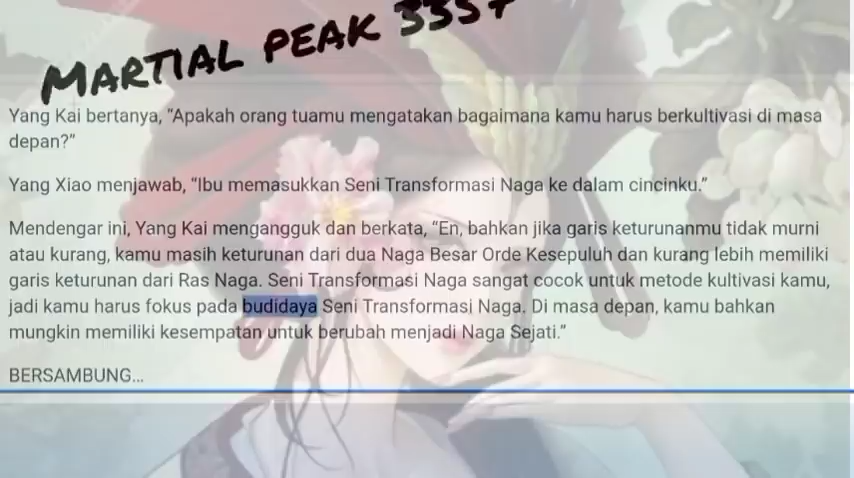 MARTIAL PEAK 3357
Yang Kai bertanya, “Apakah orang tuamu mengatakan bagaimana kamu harus berkultivasi di masa
depan?”
Yang Xiao menjawab, “Ibu memasukkan Seni Transformasi Naga ke dalam cincinku.”
Mendengar ini, Yang Kai mengangguk dan berkata, “En, bahkan jika garis keturunanmu tidak murni
atau kurang, kamu masih keturunan dari dua Naga Besar Orde Kesepuluh dan kurang lebih memiliki
garis keturunan dari Ras Naga. Seni Transformasi Naga sangat cocok untuk metode kultivasi kamu,
jadi kamu harus fokus pada budidaya Seni Transformasi Naga. Di masa depan, kamu bahkan
mungkin memiliki kesempatan untuk berubah menjadi Naga Sejati.”
BERSAMBUNG...